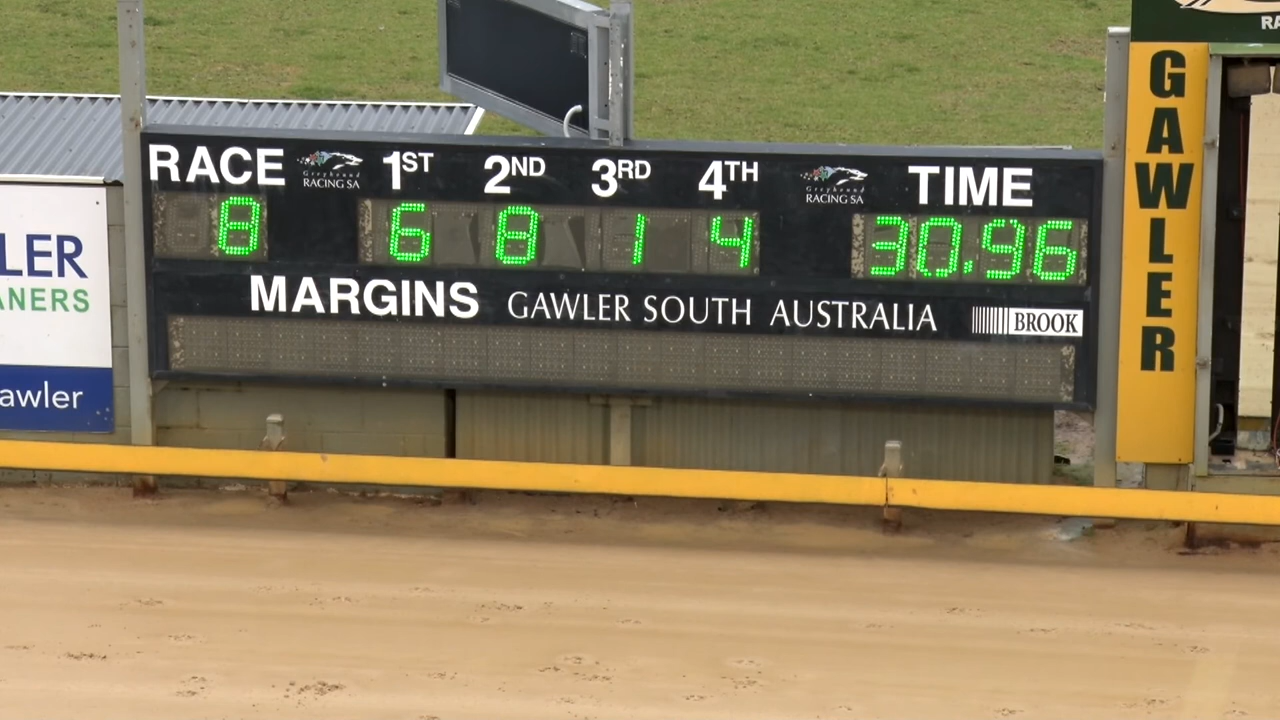 RA
RACE
Greyhound
RACING SA
1ST
2ND
3RD
4TH
Greyhound
RACING SA
TIME
8
6
8
1
4
30.96
MARGINS
GAWLER SOUTH AUSTRALIA
BROOK
LER
ANERS
awler
GAWLER